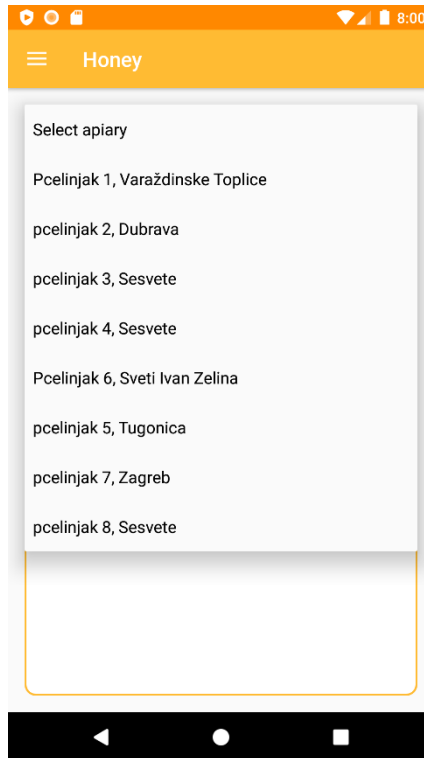 8:00
Honey
Select apiary
Pcelinjak 1, Varaždinske Toplice
pcelinjak 2, Dubrava
pcelinjak 3, Sesvete
pcelinjak 4, Sesvete
Pcelinjak 6, Sveti Ivan Zelina
pcelinjak 5, Tugonica
pcelinjak 7, Zagreb
pcelinjak 8, Sesvete